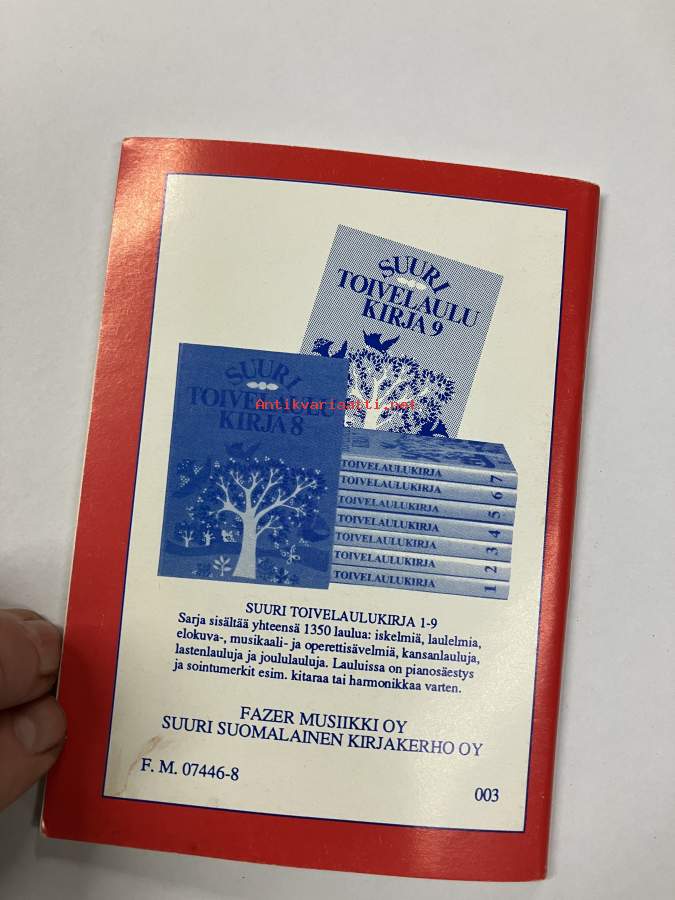 SUURI
TOIVELAULU
KIRJA 9
SUURI
TOIVELAULU
KIRJA 8
Antikvariaatti.net
TOIVELAULUKIRJA 7
TOIVELAULUKIRJA 6
TOIVELAULUKIRJA 5
TOIVELAULUKIRJA 4
TOIVELAULUKIRJA 3
TOIVELAULUKIRJA 2
TOIVELAULUKIRJA 1
SUURI TOIVELAULUKIRJA 1-9
Sarja sisältää yhteensä 1350 laulua: iskelmiä, laulelmia,
elokuva-, musikaali- ja operettisävelmiä, kansanlauluja,
lastenlauluja ja joululauluja. Lauluissa on pianosäestys
ja sointumerkit esim. kitaraa tai harmonikkaa varten.
FAZER MUSIIKKI OY
SUURI SUOMALAINEN KIRJAKERHO OY
F. M. 07446-8
003